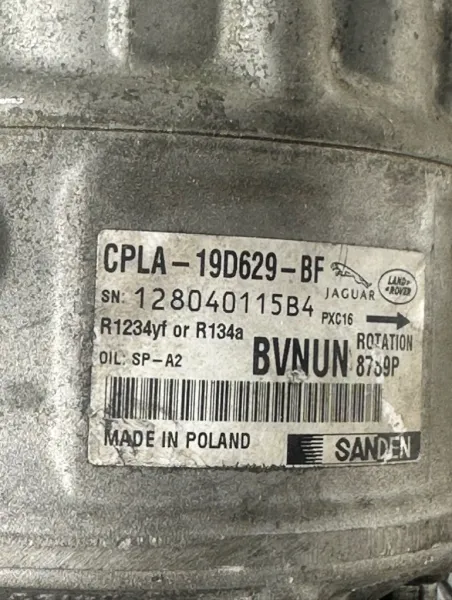 CPLA-19D629-BF
JAGUAR
LAND-
ROVER
SN: 128040115B4 PXC16
R1234yf or R134a
OIL: SP-A2
BVNUN ROTATION
8759P
MADE IN POLAND
SANDEN